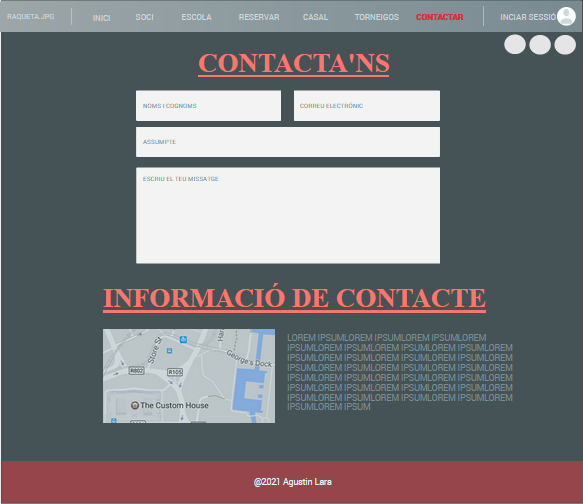 RAQUETA.JPG
INICI
SOCI
ESCOLA
RESERVAR
CASAL
TORNEIGOS
CONTACTAR
INCIAR SESSIÓ
CONTACTA'NS
NOMS I COGNOMS
CORREU ELECTRÒNIC
ASSUMPTE
ESCRIU EL TEU MISSATGE
INFORMACIÓ DE CONTACTE
Store St
George's Dock
R802
R105
The Custom House
LOREM IPSUMLOREM IPSUMLOREM IPSUMLOREM
IPSUMLOREM IPSUMLOREM IPSUMLOREM IPSUMLOREM
IPSUMLOREM IPSUMLOREM IPSUMLOREM IPSUMLOREM
IPSUMLOREM IPSUMLOREM IPSUMLOREM IPSUMLOREM
IPSUMLOREM IPSUMLOREM IPSUMLOREM IPSUMLOREM
IPSUMLOREM IPSUMLOREM IPSUMLOREM IPSUMLOREM
IPSUMLOREM IPSUMLOREM IPSUMLOREM IPSUMLOREM
IPSUMLOREM IPSUM
@2021 Agustin Lara